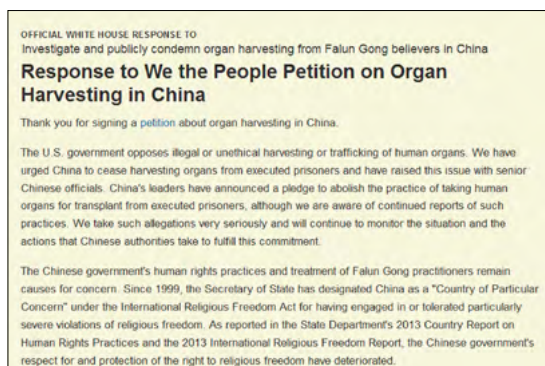 OFFICIAL WHITE HOUSE RESPONSE TO
Investigate and publicly condemn organ harvesting from Falun Gong believers in China
Response to We the People Petition on Organ
Harvesting in China
Thank you for signing a petition about organ harvesting in China.
The U.S. government opposes illegal or unethical harvesting or trafficking of human organs. We have
urged China to cease harvesting organs from executed prisoners and have raised this issue with senior
Chinese officials. China's leaders have announced a pledge to abolish the practice of taking human
organs for transplant from executed prisoners, although we are aware of continued reports of such
practices. We take such allegations very seriously and will continue to monitor the situation and the
actions that Chinese authorities take to fulfill this commitment.
The Chinese government's human rights practices and treatment of Falun Gong practitioners remain
causes for concern. Since 1999, the Secretary of State has designated China as a "Country of Particular
Concern" under the International Religious Freedom Act for having engaged in or tolerated particularly
severe violations of religious freedom. As reported in the State Department's 2013 Country Report on
Human Rights Practices and the 2013 International Religious Freedom Report, the Chinese government's
respect for and protection of the right to religious freedom have deteriorated.